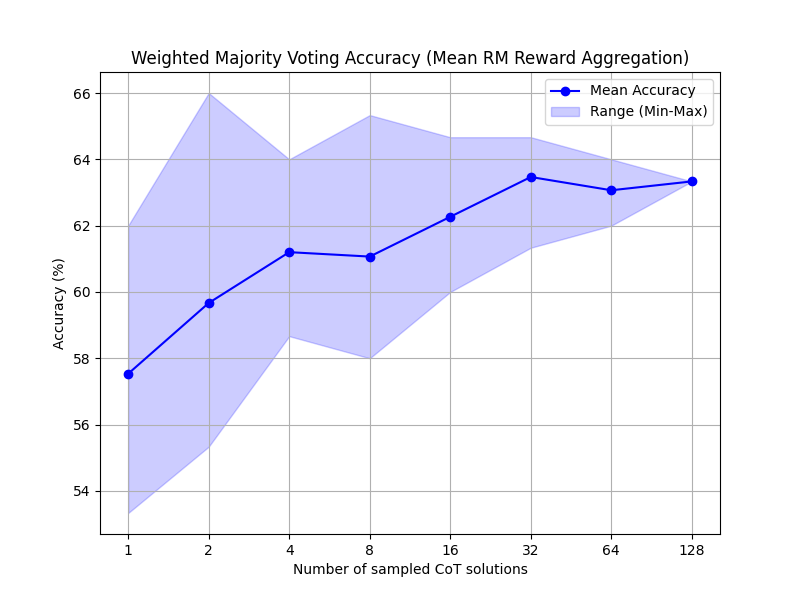 Weighted Majority Voting Accuracy (Mean RM Reward Aggregation)
Mean Accuracy
Range (Min-Max)
66
64
62
60
58
56
54
Accuracy (%)
1 2 4 8 16 32 64 128
Number of sampled CoT solutions